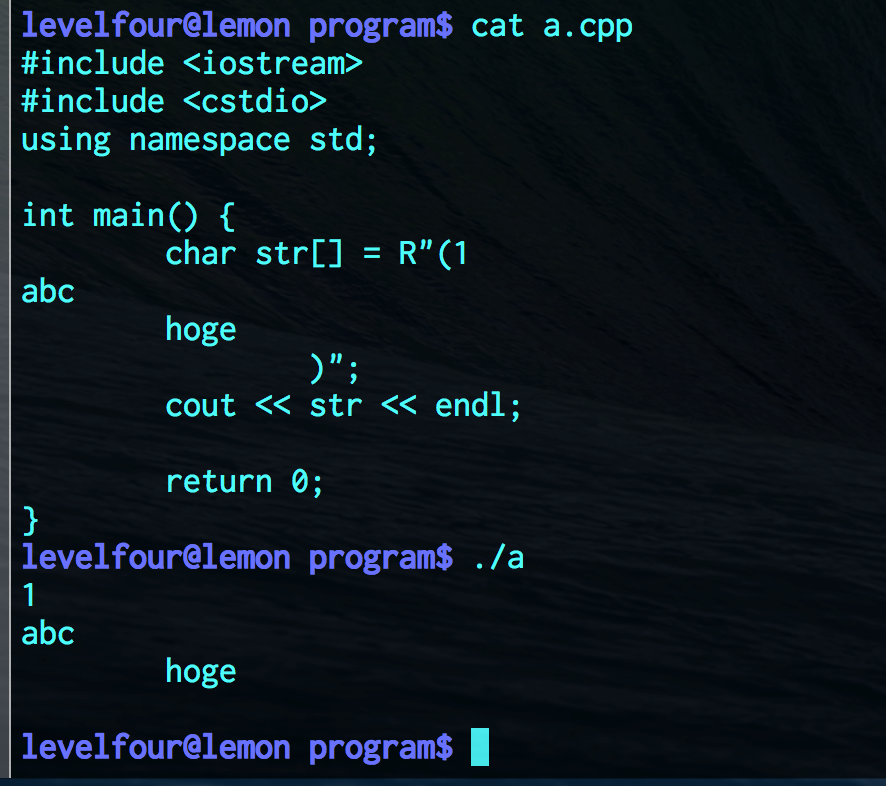 levelfour@lemon program$ cat a.cpp
#include <iostream>
#include <cstdio>
using namespace std;

int main() {
        char str[] = R"(1
abc
        hoge
                )";
        cout << str << endl;

        return 0;
}
levelfour@lemon program$ ./a
1
abc
        hoge

levelfour@lemon program$